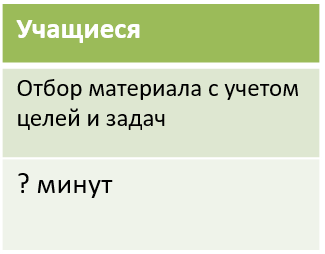 Учащиеся
Отбор материала с учетом
целей и задач
? минут